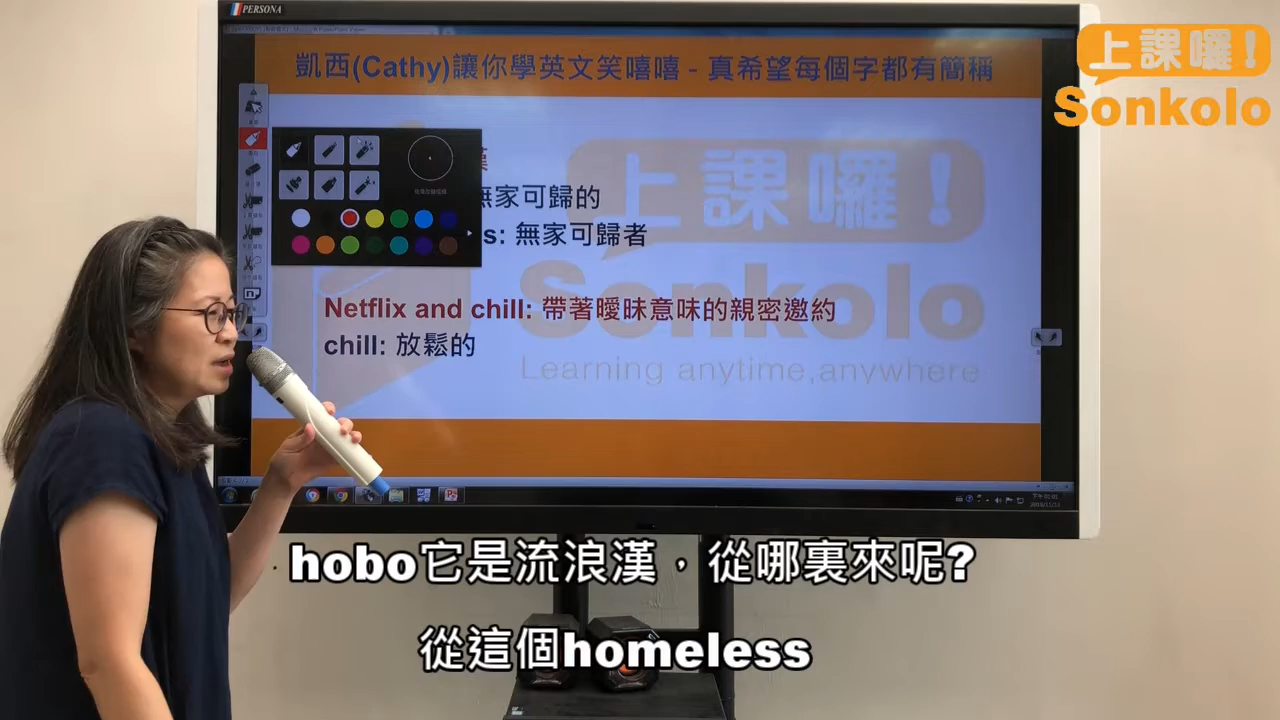 PERSONA
凱西(Cathy)讓你學英文笑嘻嘻 - 真希望每個字都有簡稱
上課囉!
Sonkolo
漢
無家可歸的
s: 無家可歸者
上課囉!
Sonkolo
Learning anytime,anywhere
Netflix and chill: 帶著曖昧意味的親密邀約
chill: 放鬆的
hobo它是流浪漢,從哪裏來呢?
從這個homeless